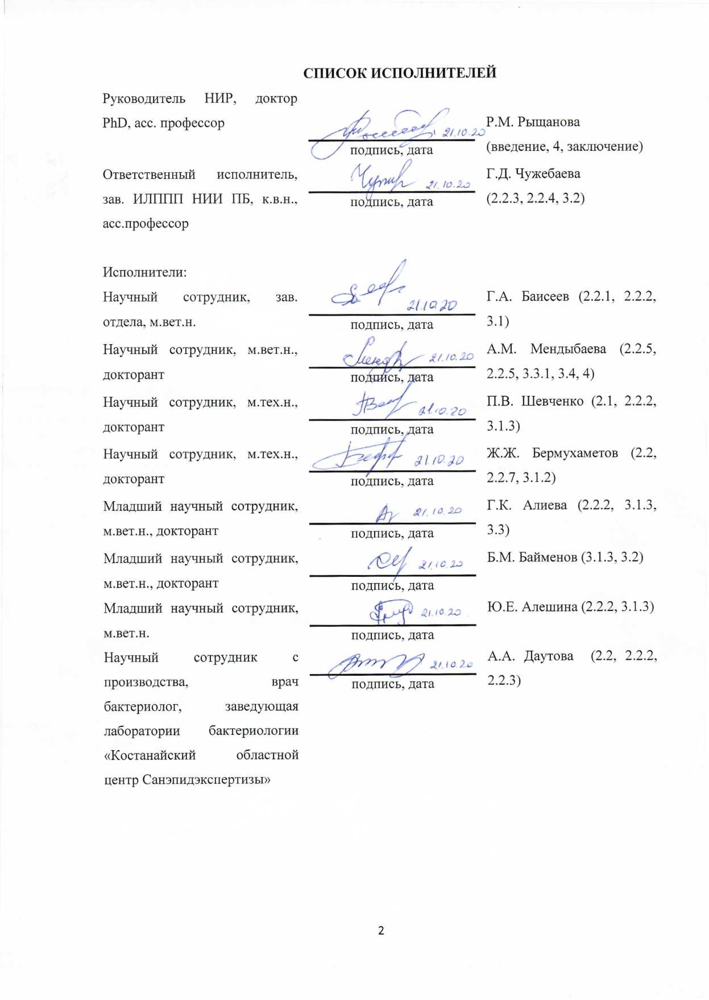 СПИСОК ИСПОЛНИТЕЛЕЙ
Руководитель НИР, доктор
PhD, асс. профессор
21.10.20
Р.М. Рыщанова
подпись, дата
(введение, 4, заключение)
Ответственный исполнитель,
зав. ИЛППП НИИ ПБ, к.в.н.,
асс.профессор
21.10.20
подпись, дата
Г.Д. Чужебаева
(2.2.3, 2.2.4, 3.2)
Исполнители:
Научный сотрудник, зав.
отдела, м.вет.н.
21.10.20
подпись, дата
Г.А. Баисеев (2.2.1, 2.2.2,
3.1)
Научный сотрудник, м.вет.н.,
докторант
21.10.20
подпись, дата
А.М. Мендыбаева (2.2.5,
2.2.5, 3.3.1, 3.4, 4)
Научный сотрудник, м.тех.н.,
докторант
21.10.20
подпись, дата
П.В. Шевченко (2.1, 2.2.2,
3.1.3)
Научный сотрудник, м.тех.н.,
докторант
21.10.20
подпись, дата
Ж.Ж. Бермухаметов (2.2,
2.2.7, 3.1.2)
Младший научный сотрудник,
м.вет.н., докторант
21.10.20
подпись, дата
Г.К. Алиева (2.2.2, 3.1.3,
3.3)
Младший научный сотрудник,
м.вет.н., докторант
21.10.20
подпись, дата
Б.М. Байменов (3.1.3, 3.2)
Младший научный сотрудник,
м.вет.н.
21.10.20
подпись, дата
Ю.Е. Алешина (2.2.2, 3.1.3)
Научный сотрудник с
производства, врач
бактериолог, заведующая
лаборатории бактериологии
«Костанайский областной
центр Санэпидэкспертизы»
21.10.20
подпись, дата
А.А. Даутова (2.2, 2.2.2,
2.2.3)
2